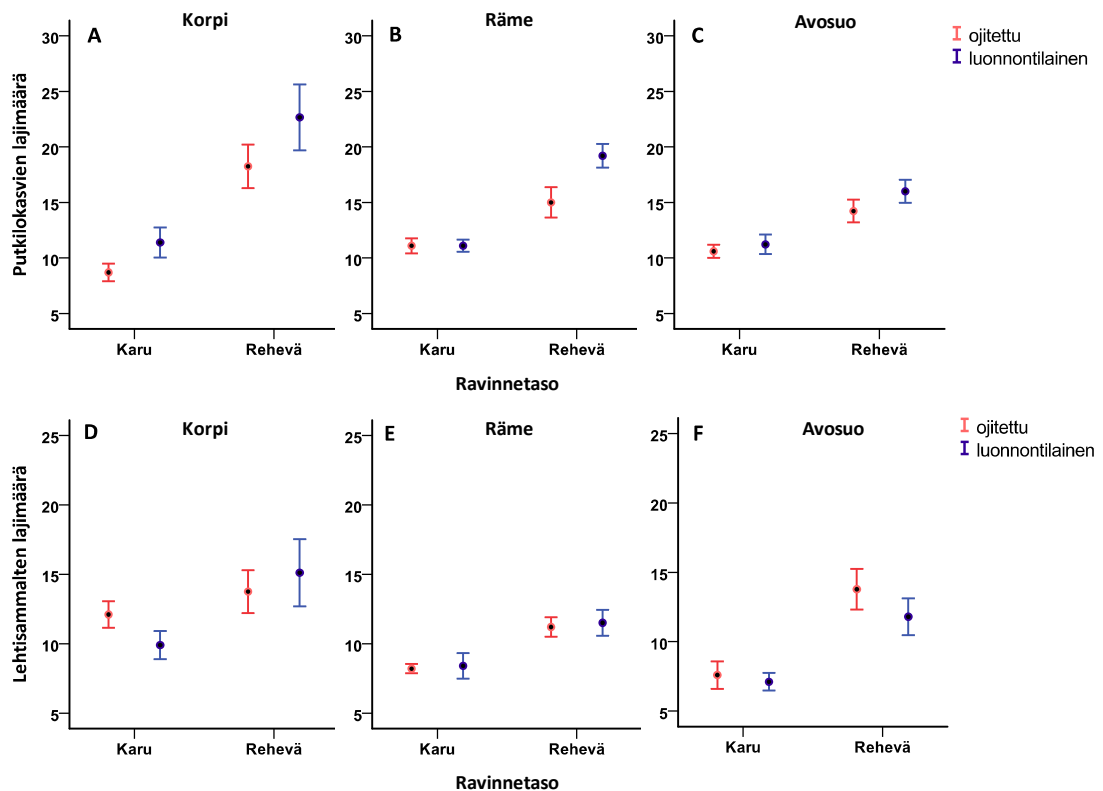 Korpi
Räme
Avosuo
A
B
C
ojitettu
luonnontilainen
Putkilokasvien lajimäärä
30
25
20
15
10
5
30
25
20
15
10
5
30
25
20
15
10
5
Karu
Rehevä
Karu
Rehevä
Karu
Rehevä
Ravinnetaso
D
Korpi
E
Räme
F
Avosuo
ojitettu
luonnontilainen
Lehtisammalten lajimäärä
25
20
15
10
5
25
20
15
10
5
25
20
15
10
5
Karu
Rehevä
Karu
Rehevä
Karu
Rehevä
Ravinnetaso